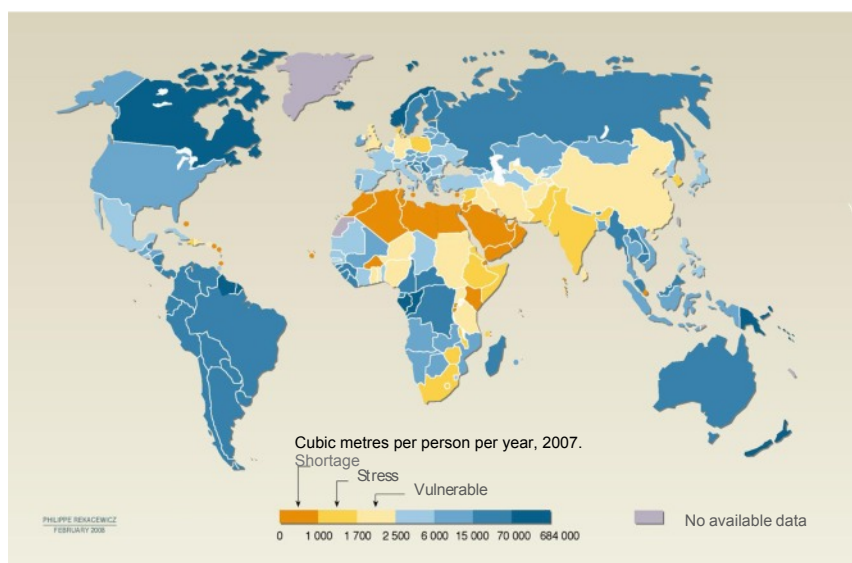 Cubic metres per person per year, 2007.
Shortage
Stress
Vulnerable
0 1 000 1 700 2 500 6 000 15 000 70 000 684 000
No available data
PHILIPPE REKACEWICZ
FEBRUARY 2006